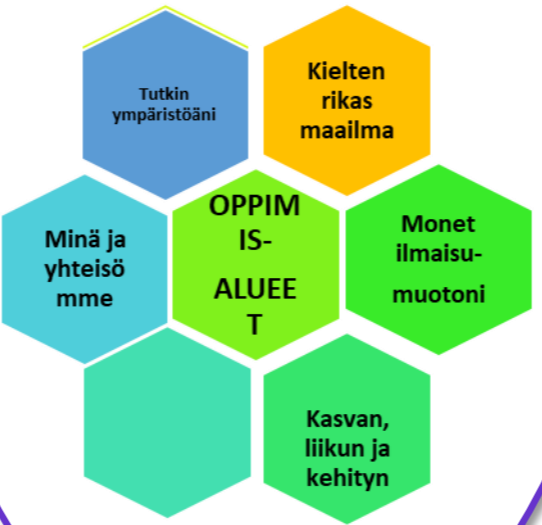 Tutkin
ympäristöäni
Kielten
rikas
maailma
Minä ja
yhteisö
mme
OPPIM
IS-
ALUEE
T
Monet
ilmaisu-
muotoni
Kasvan,
liikun ja
kehityn